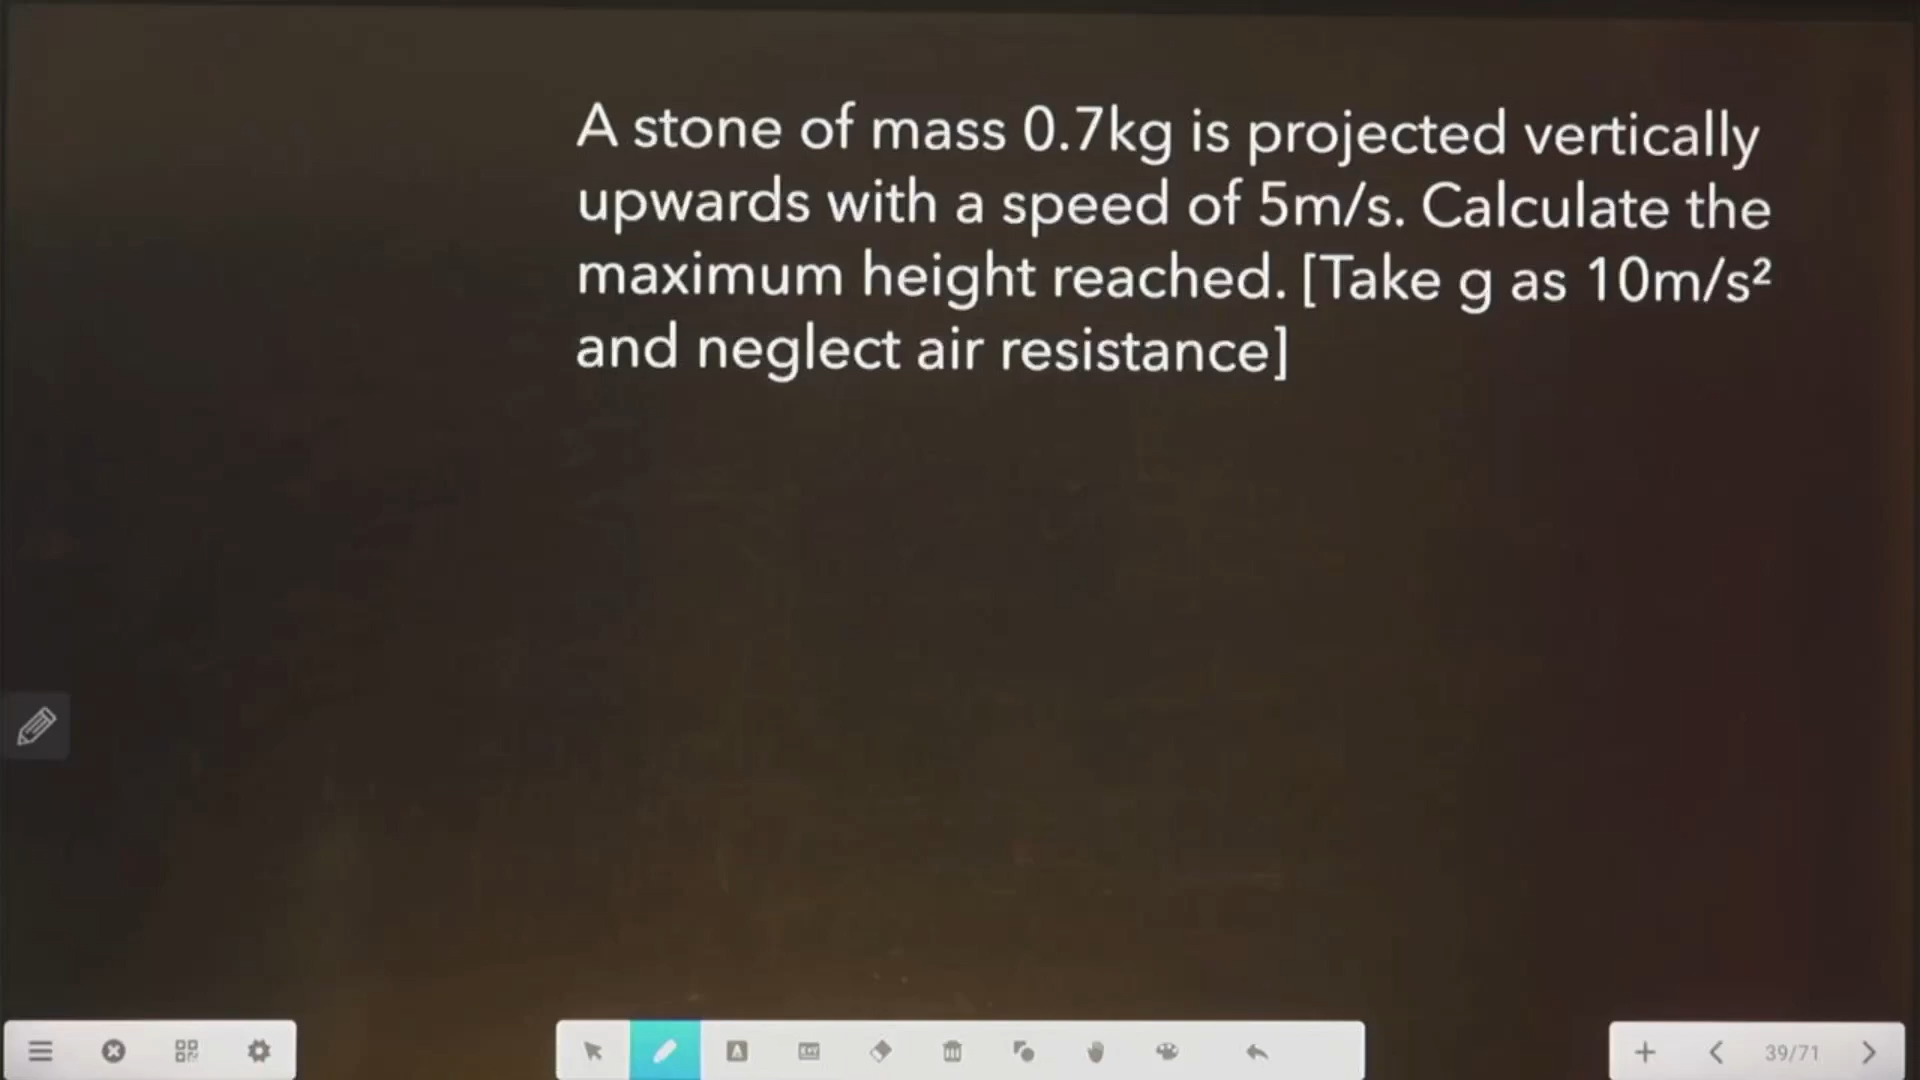 A stone of mass 0.7kg is projected vertically
upwards with a speed of 5m/s. Calculate the
maximum height reached. [Take g as 10m/s²
and neglect air resistance]
39/71